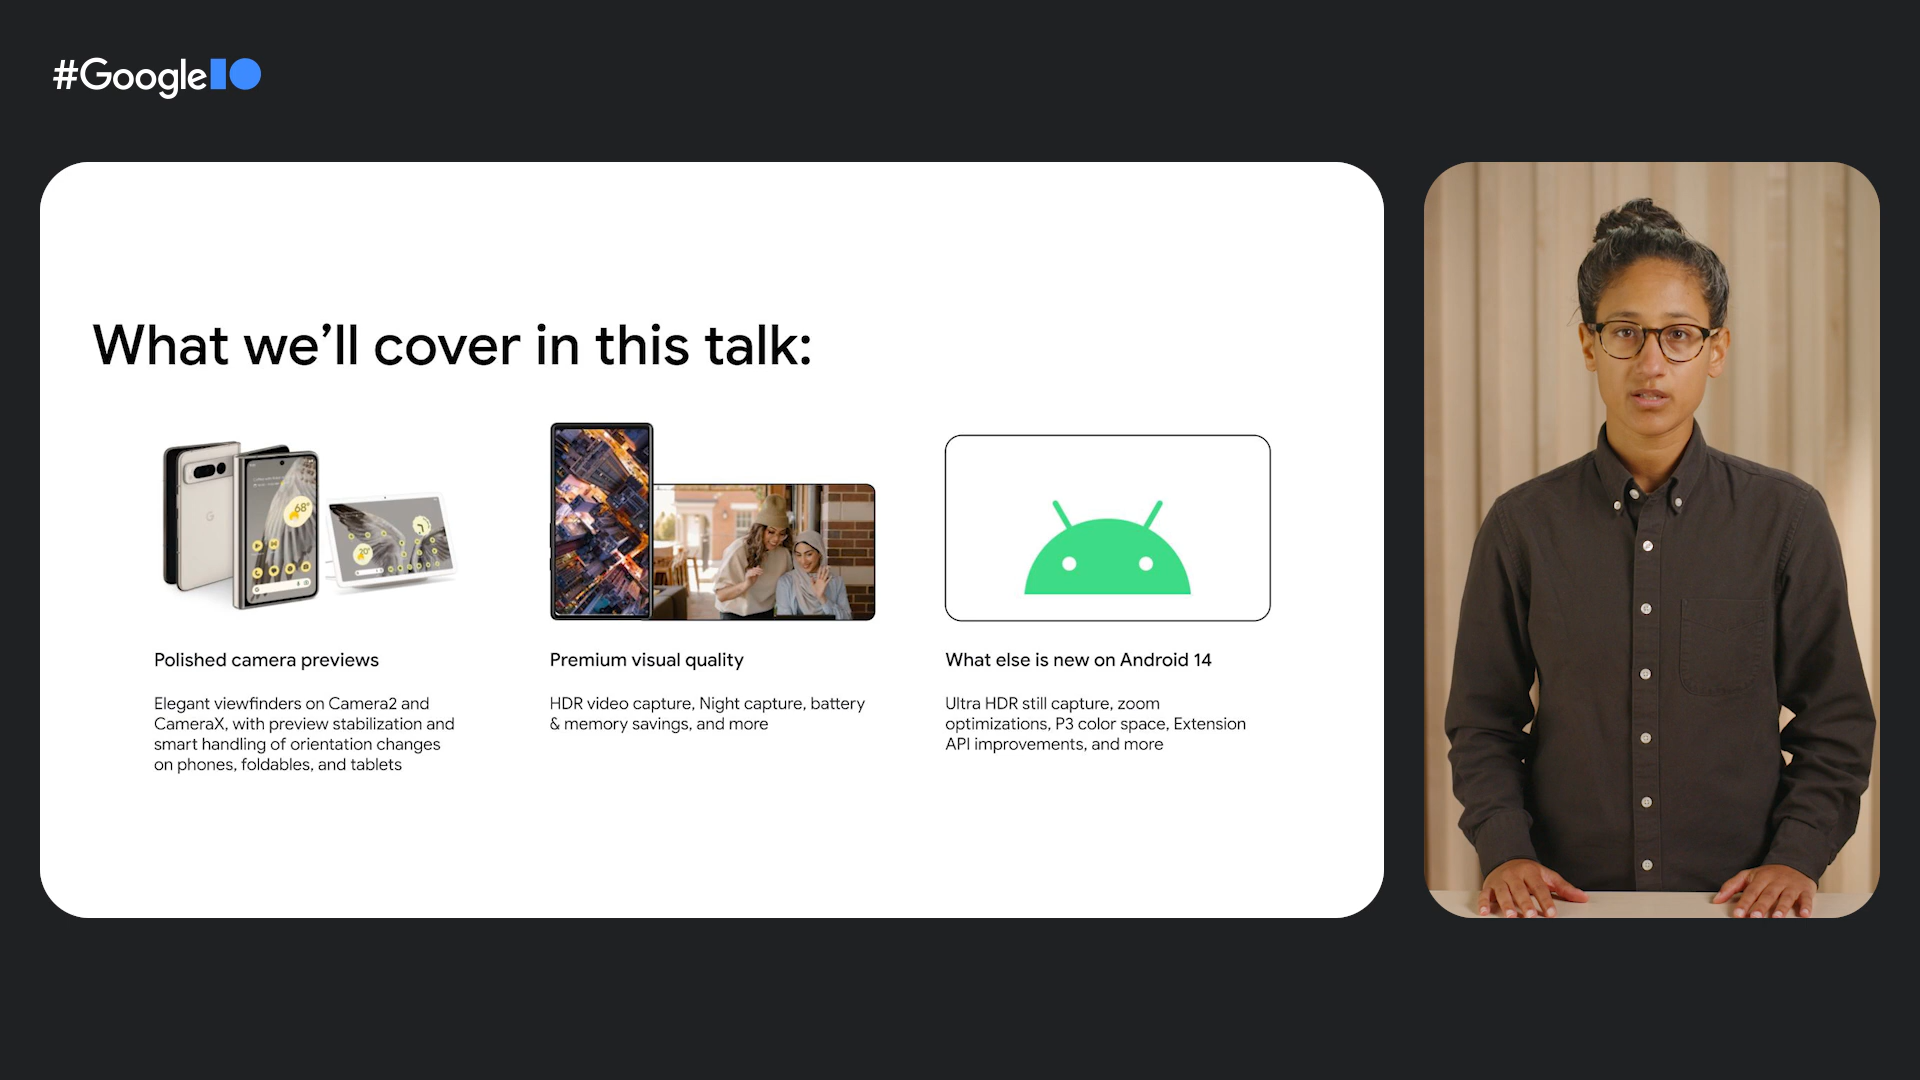 #GoogleIO
What we’ll cover in this talk:
68°
20°
Polished camera previews
Elegant viewfinders on Camera2 and
CameraX, with preview stabilization and
smart handling of orientation changes
on phones, foldables, and tablets
Premium visual quality
HDR video capture, Night capture, battery
& memory savings, and more
What else is new on Android 14
Ultra HDR still capture, zoom
optimizations, P3 color space, Extension
API improvements, and more